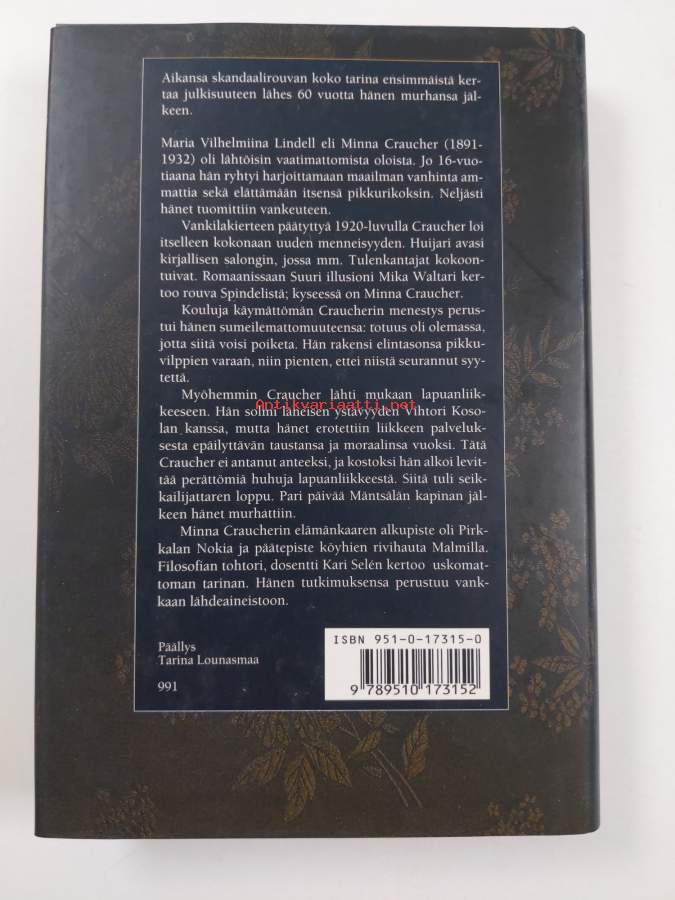 Aikansa skandaalirouvan koko tarina ensimmäistä ker-
taa julkisuuteen lähes 60 vuotta hänen murhansa jäl-
keen.
Maria Vilhelmiina Lindell eli Minna Craucher (1891-
1932) oli lähtöisin vaatimattomista oloista. Jo 16-vuo-
tiaana hän ryhtyi harjoittamaan maailman vanhinta am-
mattia sekä elättämään itsensä pikkurikoksin. Neljästi
hänet tuomittiin vankeuteen.
Vankilakierteen päätyttyä 1920-luvulla Craucher loi
itselleen kokonaan uuden menneisyyden. Huijari avasi
kirjallisen salongin, jossa mm. Tulenkantajat kokoon-
tuivat. Romaanissaan Suuri illusioni Mika Waltari ker-
too rouva Spindelistä; kyseessä on Minna Craucher.
Kouluja käymättömän Craucherin menestys perus-
tui hänen sumeilemattomuuteensa: totuus oli olemassa,
jotta siitä voisi poiketa. Hän rakensi elintasonsa pikku-
vilppien varaan, niin pienten, ettei niistä seurannut syy-
tettä.
Myöhemmin Craucher lähti mukaan lapuanliik-
keeseen. Hän solmi läheisen ystävyyden Vihtori Koso-
Antikvariaatti.net
lan kanssa, mutta hänet erotettiin liikkeen palveluk-
sesta epäilyttävän taustansa ja moraalinsa vuoksi. Tätä
Craucher ei antanut anteeksi, ja kostoksi hän alkoi levit-
tää perättömiä huhuja lapuanliikkeestä. Siitä tuli seik-
kailijattaren loppu. Pari päivää Mäntsälän kapinan jäl-
keen hänet murhattiin.
Minna Craucherin elämänkaaren alkupiste oli Pirk-
kalan Nokia ja päätepiste köyhien rivihauta Malmilla.
Filosofian tohtori, dosentti Kari Selén kertoo uskomat-
toman tarinan. Hänen tutkimuksensa perustuu vank-
kaan lähdeaineistoon.
Päällys
Tarina Lounasmaa
991
ISBN 951-0-17315-0
9 789510 173152